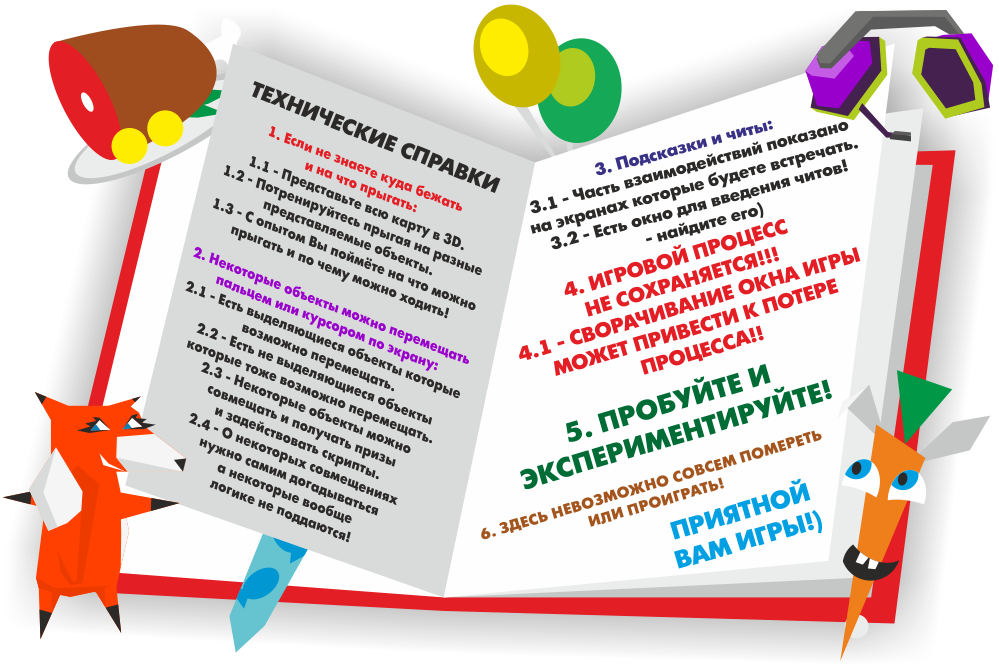 ТЕХНИЧЕСКИЕ СПРАВКИ
1. Если не знаете куда бежать
и на что прыгать:
1.1 - Представьте всю карту в 3D.
1.2 - Потренируйтесь прыгая на разные
представляемые объекты.
1.3 - С опытом Вы поймёте на что можно
прыгать и по чему можно ходить!
2. Некоторые объекты можно перемещать
пальцем или курсором по экрану:
2.1 - Есть выделяющиеся объекты которые
возможно перемещать.
2.2 - Есть не выделяющиеся объекты
которые тоже возможно перемещать.
2.3 - Некоторые объекты можно
совмещать и получать призы
и задействовать скрипты.
2.4 - О некоторых совмещениях
нужно самим догадываться
а некоторые вообще
логике не поддаются!
3. Подсказки и читы:
3.1 - Часть взаимодействий показано
на экранах которые будете встречать.
3.2 - Есть окно для введения читов!
- найдите его)
4. ИГРОВОЙ ПРОЦЕСС
НЕ СОХРАНЯЕТСЯ!!!
4.1 - СВОРАЧИВАНИЕ ОКНА ИГРЫ
МОЖЕТ ПРИВЕСТИ К ПОТЕРЕ
ПРОЦЕССА!!
5. ПРОБУЙТЕ И
ЭКСПЕРИМЕНТИРУЙТЕ!
6. ЗДЕСЬ НЕВОЗМОЖНО СОВСЕМ ПОМЕРЕТЬ
ИЛИ ПРОИГРАТЬ!
ПРИЯТНОЙ
ВАМ ИГРЫ!)